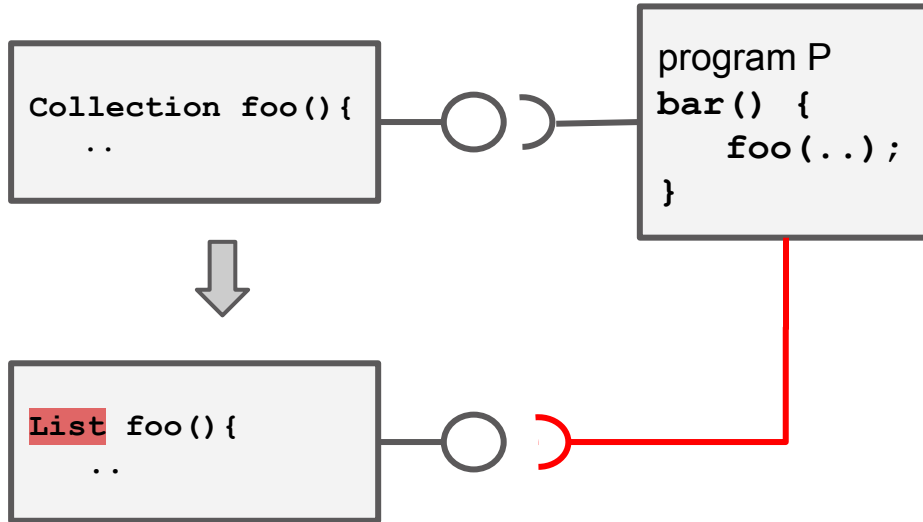 Collection foo(){
..
program P
bar() {
foo(..);
}
List foo(){
..